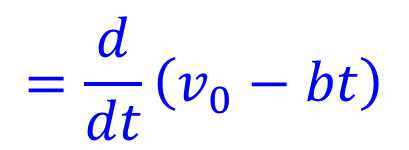 = d/dt (v₀ − bt)